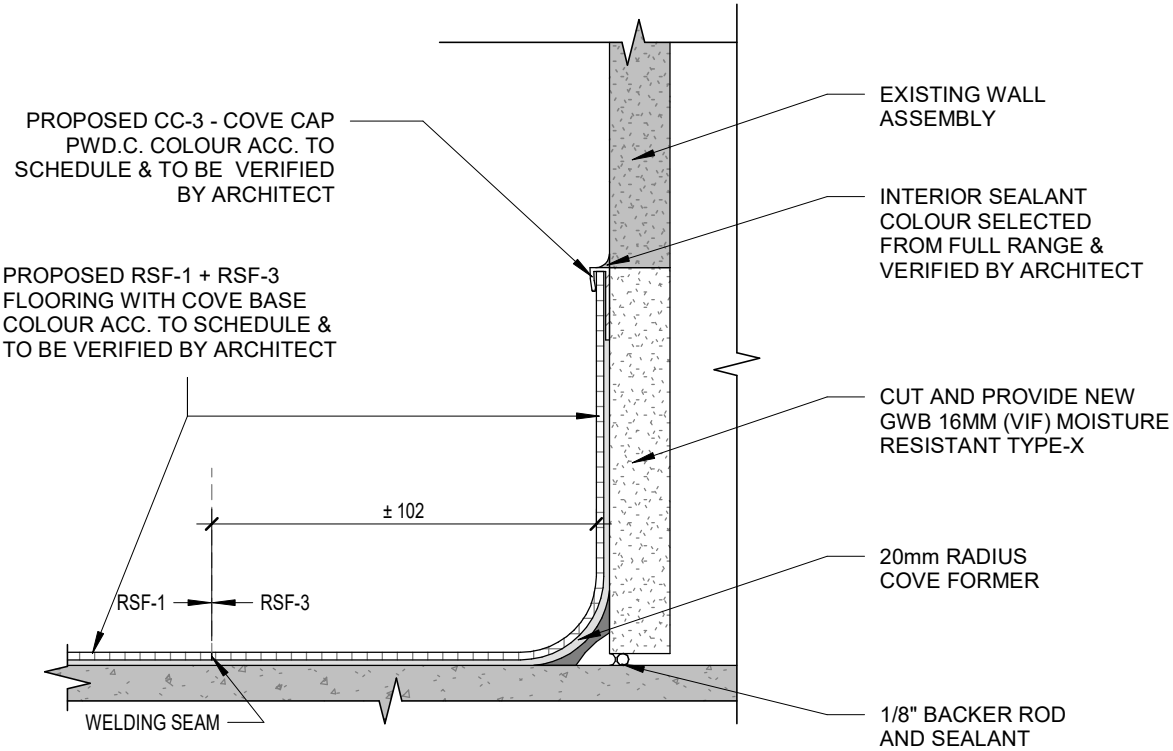 PROPOSED CC-3 - COVE CAP
PWD.C. COLOUR ACC. TO
SCHEDULE & TO BE VERIFIED
BY ARCHITECT
PROPOSED RSF-1 + RSF-3
FLOORING WITH COVE BASE
COLOUR ACC. TO SCHEDULE &
TO BE VERIFIED BY ARCHITECT
± 102
RSF-1
RSF-3
WELDING SEAM
EXISTING WALL
ASSEMBLY
INTERIOR SEALANT
COLOUR SELECTED
FROM FULL RANGE &
VERIFIED BY ARCHITECT
CUT AND PROVIDE NEW
GWB 16MM (VIF) MOISTURE
RESISTANT TYPE-X
20mm RADIUS
COVE FORMER
1/8" BACKER ROD
AND SEALANT